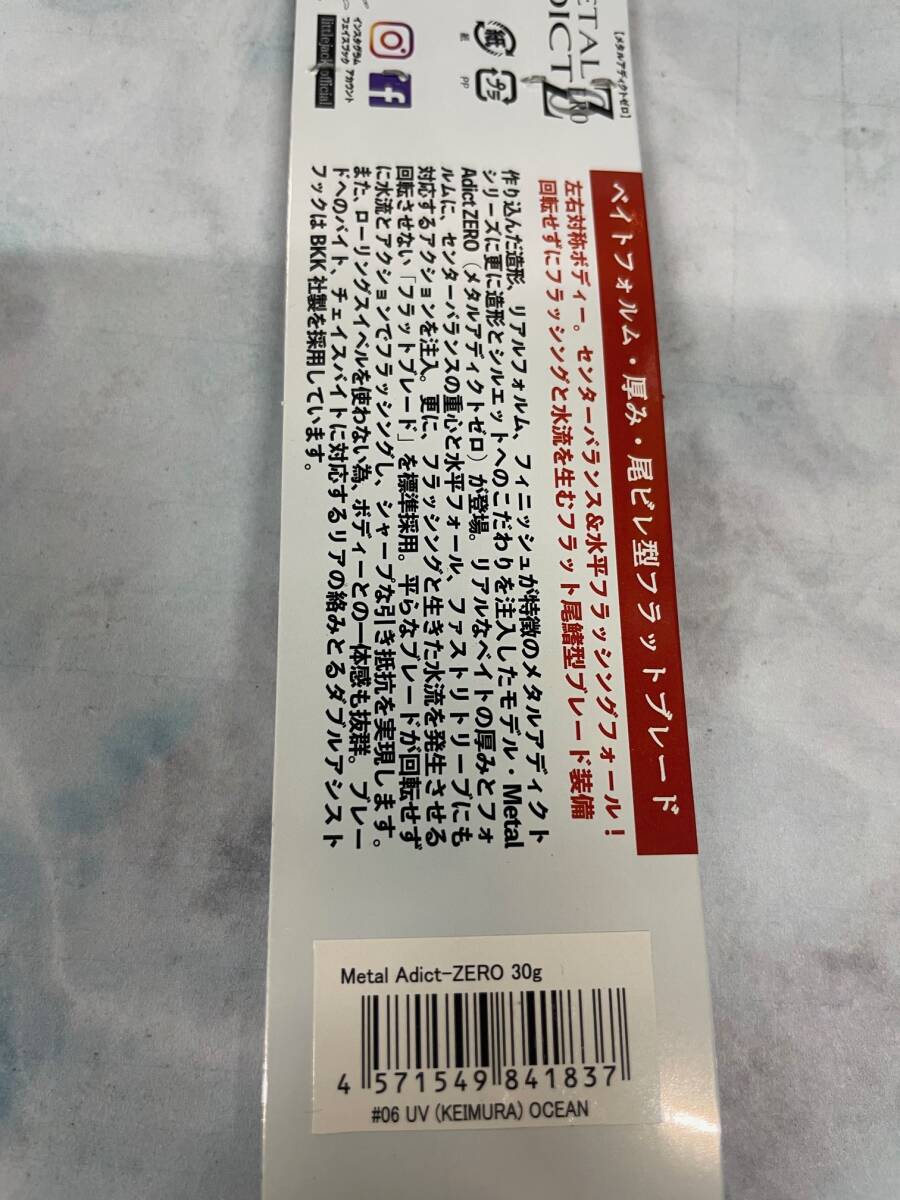 [メタルアディクトゼロ]
METAL
ADICT
ZERO
紙
紙
プラ
PP
インスタグラム
フェイスブック アカウント
littlejack official
ベイトフォルム・厚み・尾ビレ型フラットブレード
左右対称ボディー。センターバランス&水平フラッシングフォール!
回転せずにフラッシングと水流を生むフラット尾鰭型ブレード装備
作り込んだ造形、リアルフォルム、フィニッシュが特徴のメタルアディクト
シリーズに更に造形とシルエットへのこだわりを注入したモデル・Metal
Adict ZERO(メタルアディクトゼロ)が登場。リアルなベイトの厚みとフォ
ルムに、センターバランスの重心と水平フォール、ファストリトリーブにも
対応するアクションを注入。更に、フラッシングと生きた水流を発生させる
回転させない「フラットブレード」を標準採用。平らなブレードが回転せず
に水流とアクションでフラッシングし、シャープな引き抵抗を実現します。
また、ローリングスイベルを使わない為、ボディーとの一体感も抜群。ブレー
ドへのバイト、チェイスバイトに対応するリアの絡みとるダブルアシスト
フックは BKK 社製を採用しています。
Metal Adict-ZERO 30g
4 571549 841837
#06 UV (KEIMURA) OCEAN